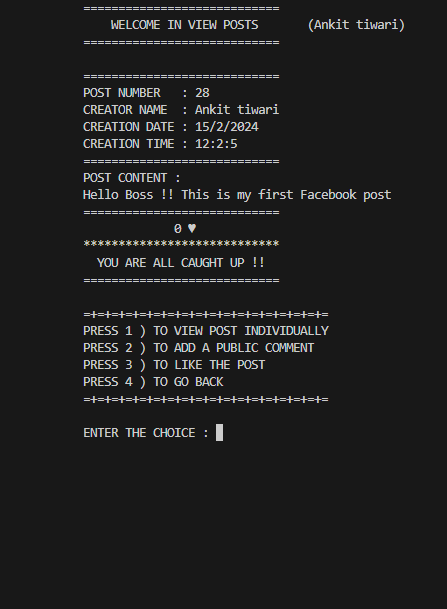 ============================
WELCOME IN VIEW POSTS (Ankit tiwari)
============================
============================
POST NUMBER : 28
CREATOR NAME : Ankit tiwari
CREATION DATE : 15/2/2024
CREATION TIME : 12:2:5
============================
POST CONTENT :
Hello Boss !! This is my first Facebook post
============================
0 ♥
****************************
YOU ARE ALL CAUGHT UP !!
============================
=+=+=+=+=+=+=+=+=+=+=+=+=+=+=+=+=+=
PRESS 1 ) TO VIEW POST INDIVIDUALLY
PRESS 2 ) TO ADD A PUBLIC COMMENT
PRESS 3 ) TO LIKE THE POST
PRESS 4 ) TO GO BACK
=+=+=+=+=+=+=+=+=+=+=+=+=+=+=+=+=+=
ENTER THE CHOICE :